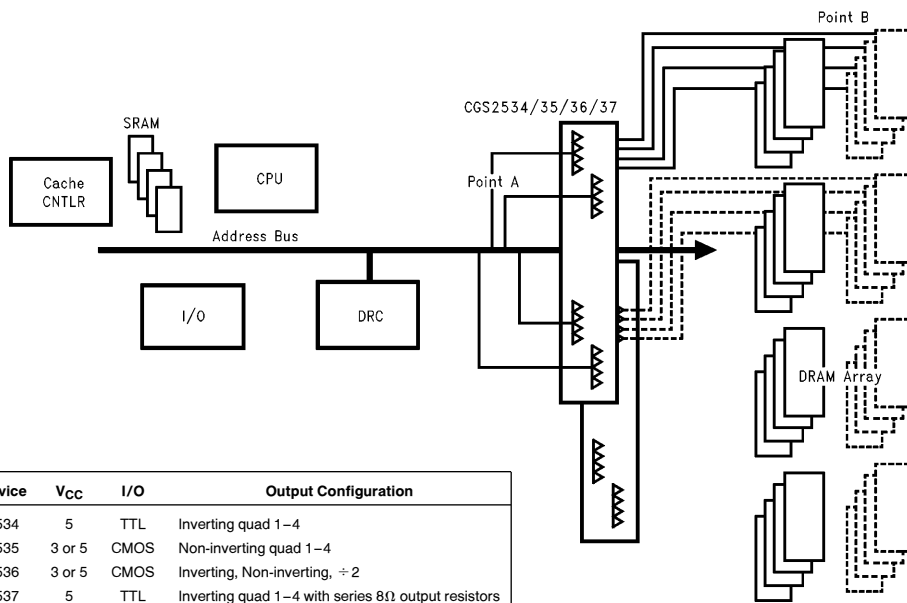 Point B
CGS2534/35/36/37
SRAM
Cache
CNTLR
CPU
Point A
Address Bus
I/O
DRC
DRAM Array
vice VCC I/O Output Configuration
534 5 TTL Inverting quad 1–4
535 3 or 5 CMOS Non-inverting quad 1–4
536 3 or 5 CMOS Inverting, Non-inverting, ÷2
537 5 TTL Inverting quad 1–4 with series 8Ω output resistors